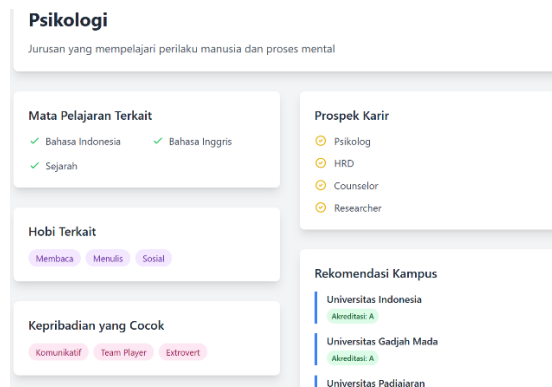 Psikologi
Jurusan yang mempelajari perilaku manusia dan proses mental
Mata Pelajaran Terkait
Bahasa Indonesia
Bahasa Inggris
Sejarah
Hobi Terkait
Membaca Menulis Sosial
Kepribadian yang Cocok
Komunikatif Team Player Extrovert
Prospek Karir
Psikolog
HRD
Counselor
Researcher
Rekomendasi Kampus
Universitas Indonesia
Akreditasi: A
Universitas Gadjah Mada
Akreditasi: A
Universitas Padjajaran